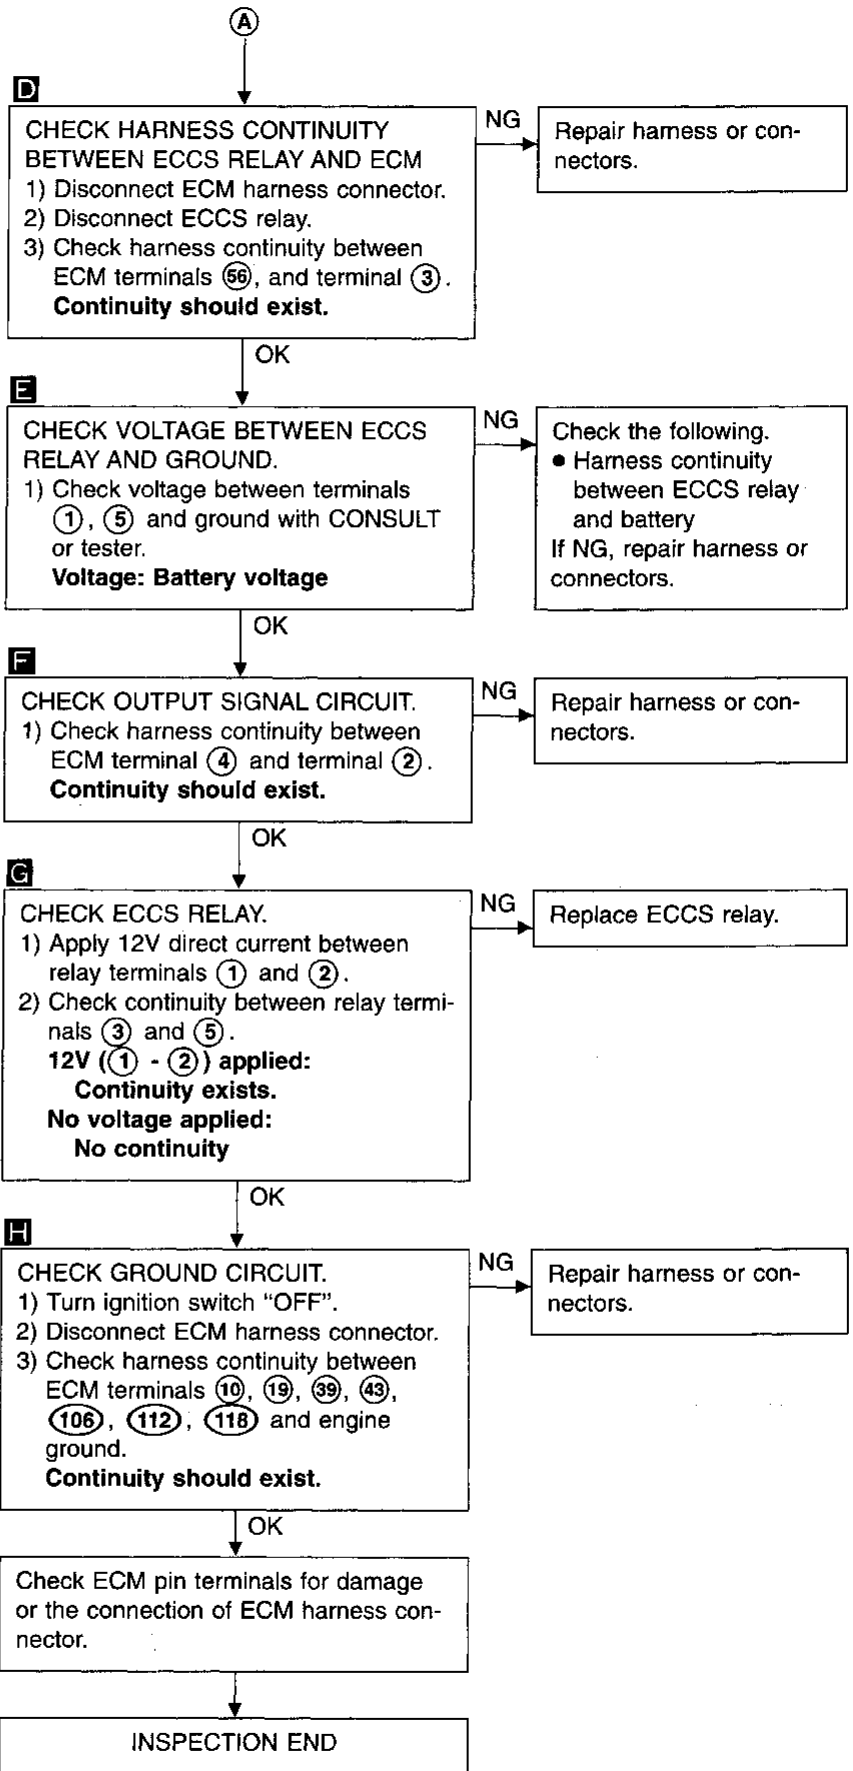 A
D
CHECK HARNESS CONTINUITY
BETWEEN ECCS RELAY AND ECM
1) Disconnect ECM harness connector.
2) Disconnect ECCS relay.
3) Check harness continuity between
ECM terminals 56, and terminal 3.
Continuity should exist.
NG
Repair harness or con-
nectors.
OK
E
CHECK VOLTAGE BETWEEN ECCS
RELAY AND GROUND.
1) Check voltage between terminals
1, 5 and ground with CONSULT
or tester.
Voltage: Battery voltage
NG
Check the following.
● Harness continuity
between ECCS relay
and battery
If NG, repair harness or
connectors.
OK
F
CHECK OUTPUT SIGNAL CIRCUIT.
1) Check harness continuity between
ECM terminal 4 and terminal 2.
Continuity should exist.
NG
Repair harness or con-
nectors.
OK
G
CHECK ECCS RELAY.
1) Apply 12V direct current between
relay terminals 1 and 2.
2) Check continuity between relay termi-
nals 3 and 5.
12V (1 - 2) applied:
Continuity exists.
No voltage applied:
No continuity
NG
Replace ECCS relay.
OK
H
CHECK GROUND CIRCUIT.
1) Turn ignition switch "OFF".
2) Disconnect ECM harness connector.
3) Check harness continuity between
ECM terminals 10, 19, 39, 43,
106, 112, 118 and engine
ground.
Continuity should exist.
NG
Repair harness or con-
nectors.
OK
Check ECM pin terminals for damage
or the connection of ECM harness con-
nector.
INSPECTION END